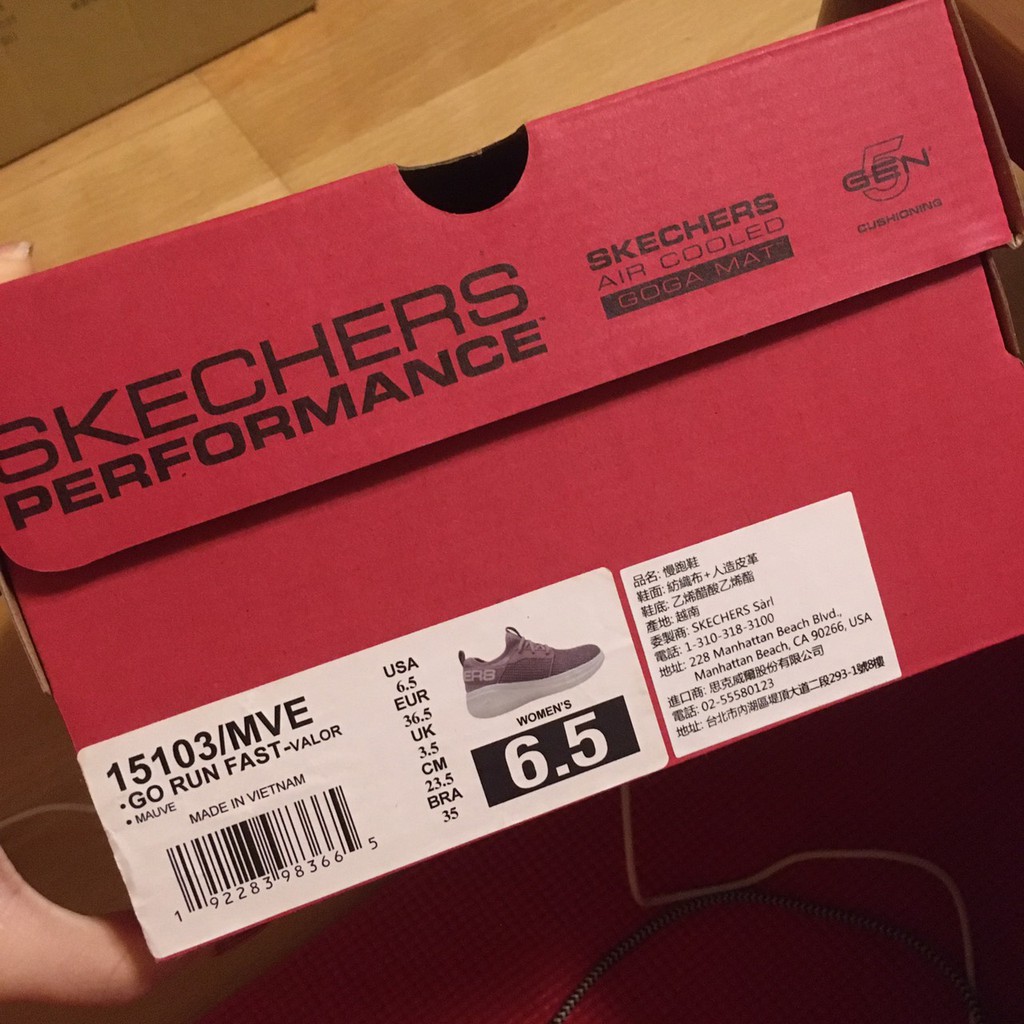 SKECHERS
PERFORMANCE™
SKECHERS
AIR COOLED
GOGA MAT™
5
GEN
CUSHIONING
15103/MVE
•GO RUN FAST-VALOR
• MAUVE
MADE IN VIETNAM
1 92283 98366 5
USA
6.5
EUR
36.5
UK
3.5
CM
23.5
BRA
35
WOMEN'S
6.5
品名: 慢跑鞋
鞋面: 紡織布+人造皮革
鞋底: 乙烯醋酸乙烯酯
產地: 越南
委製商: SKECHERS Sàrl
電話: 1-310-318-3100
地址: 228 Manhattan Beach Blvd.,
Manhattan Beach, CA 90266, USA
進口商: 思克威爾股份有限公司
電話: 02-55580123
地址: 台北市內湖區堤頂大道二段293-1號8樓